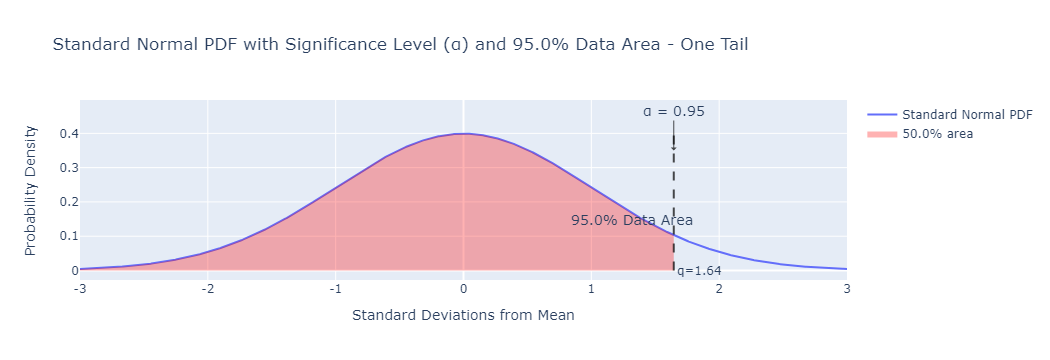 Standard Normal PDF with Significance Level (α) and 95.0% Data Area - One Tail
α = 0.95
Standard Normal PDF
50.0% area
Probability Density
0.4
0.3
0.2
0.1
0
95.0% Data Area
q=1.64
-3
-2
-1
0
1
2
3
Standard Deviations from Mean